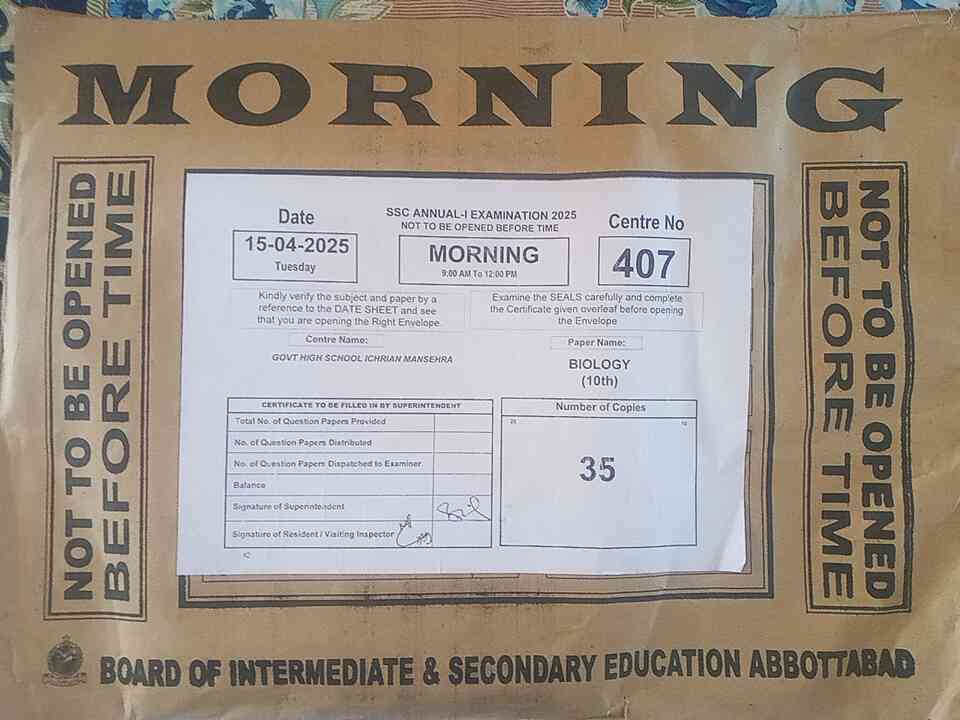 MORNING
NOT TO BE OPENED
BEFORE TIME
Date
15-04-2025
Tuesday
SSC ANNUAL-I EXAMINATION 2025
NOT TO BE OPENED BEFORE TIME
MORNING
9:00 AM To 12:00 PM
Centre No
407
Kindly verify the subject and paper by a
reference to the DATE SHEET and see
that you are opening the Right Envelope.
Examine the SEALS carefully and complete
the Certificate given overleaf before opening
the Envelope
Centre Name:
GOVT HIGH SCHOOL ICHRIAN MANSEHRA
Paper Name:
BIOLOGY
(10th)
CERTIFICATE TO BE FILLED IN BY SUPERINTENDENT
Total No. of Question Papers Provided
No. of Question Papers Distributed
No. of Question Papers Dispatched to Examiner
Balance
Signature of Superintendent
Signature of Resident / Visiting Inspector
Number of Copies
35
NOT TO BE OPENED
BEFORE TIME
BOARD OF INTERMEDIATE & SECONDARY EDUCATION ABBOTTABAD